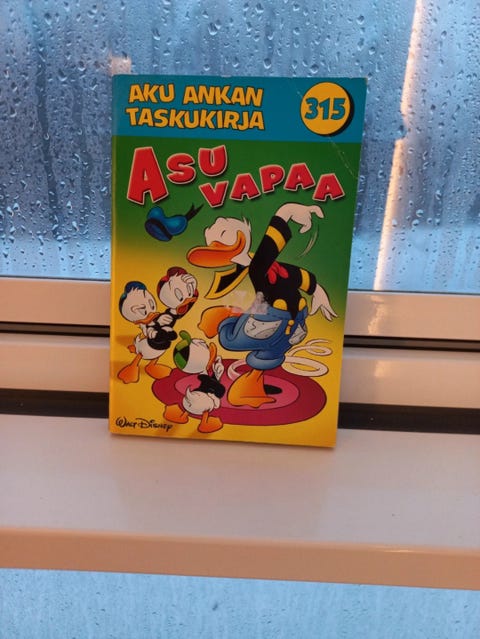 AKU ANKAN
TASKUKIRJA
315
ASU
VAPAA
Walt Disney